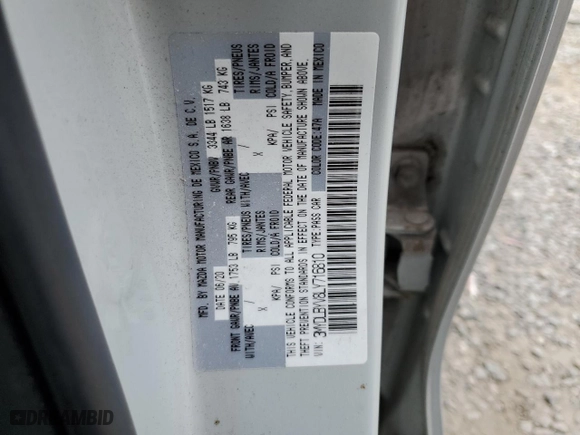 MFD. BY MAZDA MOTOR MANUFACTURING DE MEXICO S.A. DE C.V.
DATE 06/20 GVWR/PNBV 3344 LB 1517 KG
FRONT GAWR/PNBE AV 1753 LB 795 KG REAR GAWR/PNBE AR 1638 LB 743 KG
WITH/AVEC TIRES/PNEUS WITH/AVEC TIRES/PNEUS
/ X RIMS/JANTES / X RIMS/JANTES
KPA/ PSI COLD/A FROID KPA/ PSI COLD/A FROID
THIS VEHICLE CONFORMS TO ALL APPLICABLE FEDERAL MOTOR VEHICLE SAFETY, BUMPER, AND
THEFT PREVENTION STANDARDS IN EFFECT ON THE DATE OF MANUFACTURE SHOWN ABOVE.
VIN: 3MVDLBMV8LY716810 TYPE: PASS CAR COLOR CODE: 47A MADE IN MEXICO
DREAMBID